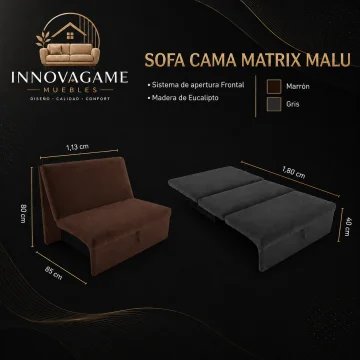 INNOVAGAME
MUEBLES
DISEÑO • CALIDAD • CONFORT
SOFA CAMA MATRIX MALU
• Sistema de apertura Frontal
• Madera de Eucalipto
Marrón
Gris
1,13 cm
80 cm
85 cm
1,80 cm
40 cm